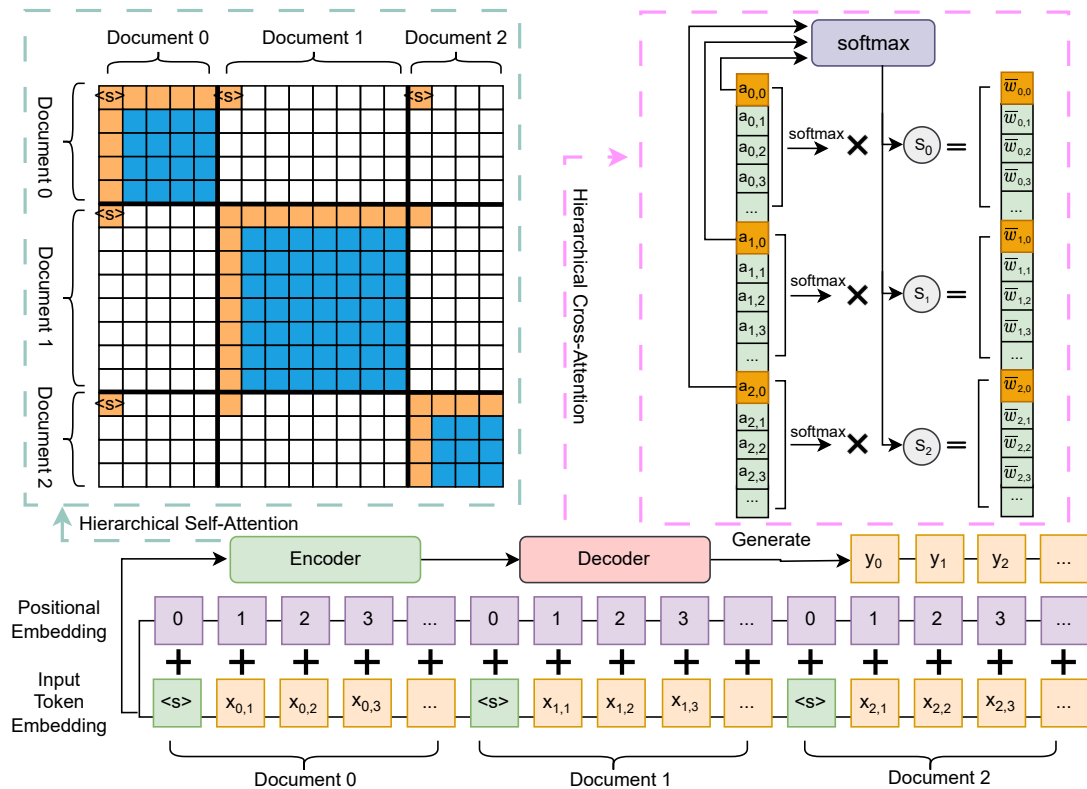 Document 0
Document 1
Document 2
<s>
<s>
<s>
Document 0
<s>
Document 1
<s>
Document 2
Hierarchical Self-Attention
softmax
a0,0
a0,1
a0,2
a0,3
...
softmax
S0
=
w̅0,0
w̅0,1
w̅0,2
w̅0,3
...
a1,0
a1,1
a1,2
a1,3
...
softmax
S1
=
w̅1,0
w̅1,1
w̅1,2
w̅1,3
...
a2,0
a2,1
a2,2
a2,3
...
softmax
S2
=
w̅2,0
w̅2,1
w̅2,2
w̅2,3
...
Hierarchical Cross-Attention
Encoder
Decoder
Generate
y0 y1 y2 ...
Positional
Embedding
0 1 2 3 ... 0 1 2 3 ... 0 1 2 3 ...
+ + + + + + + + + + + + + + +
Input
Token
Embedding
<s> x0,1 x0,2 x0,3 ... <s> x1,1 x1,2 x1,3 ... <s> x2,1 x2,2 x2,3 ...
Document 0
Document 1
Document 2